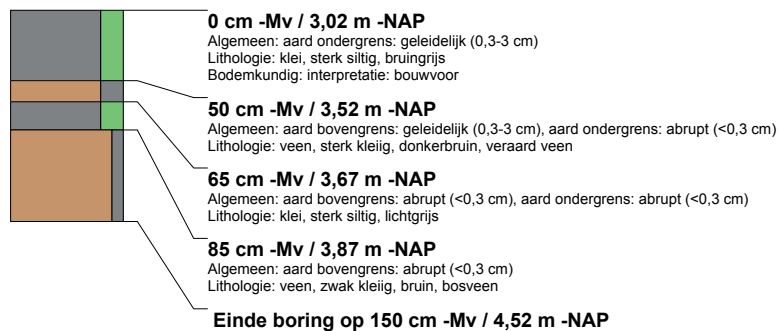 0 cm -Mv / 3,02 m -NAP
Algemeen: aard ondergrens: geleidelijk (0,3-3 cm)
Lithologie: klei, sterk siltig, bruingrijs
Bodemkundig: interpretatie: bouwvoor
50 cm -Mv / 3,52 m -NAP
Algemeen: aard bovengrens: geleidelijk (0,3-3 cm), aard ondergrens: abrupt (<0,3 cm)
Lithologie: veen, sterk kleiig, donkerbruin, veraard veen
65 cm -Mv / 3,67 m -NAP
Algemeen: aard bovengrens: abrupt (<0,3 cm), aard ondergrens: abrupt (<0,3 cm)
Lithologie: klei, sterk siltig, lichtgrijs
85 cm -Mv / 3,87 m -NAP
Algemeen: aard bovengrens: abrupt (<0,3 cm)
Lithologie: veen, zwak kleiig, bruin, bosveen
Einde boring op 150 cm -Mv / 4,52 m -NAP